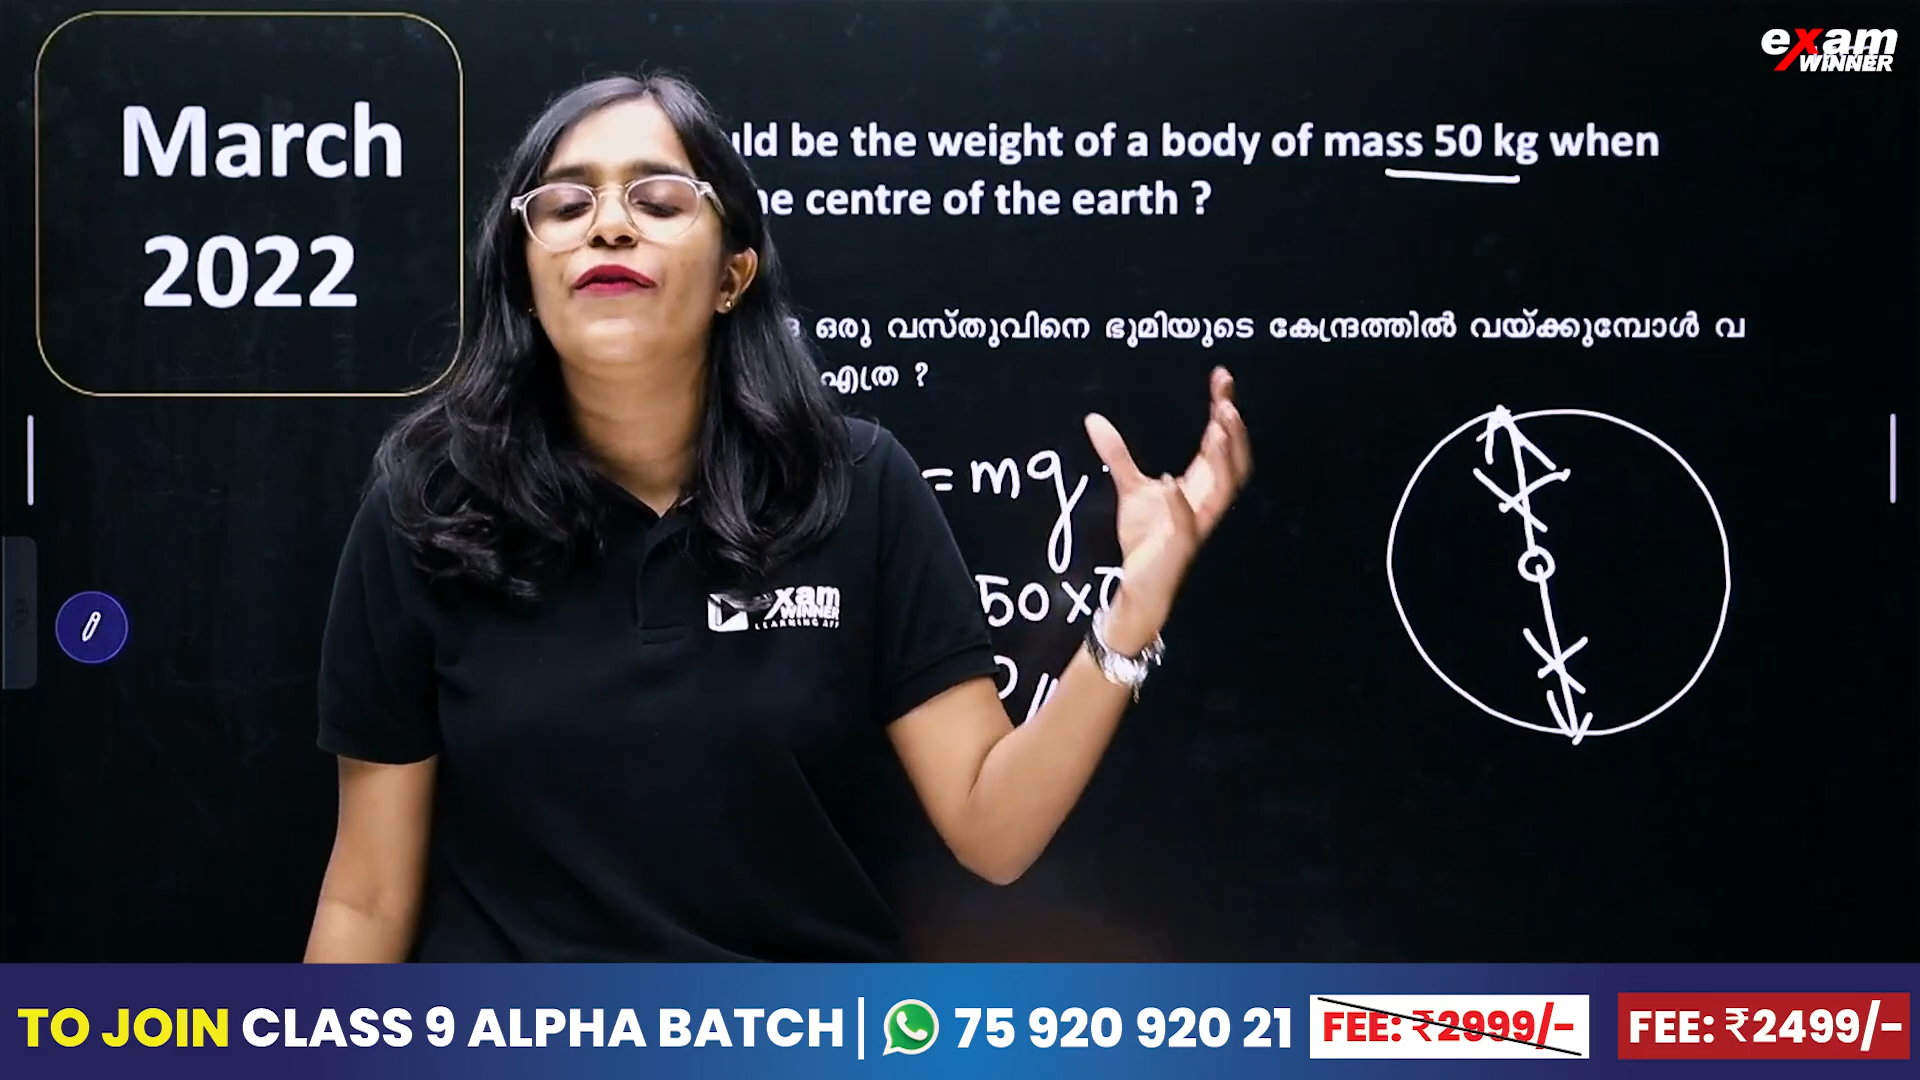 March
2022
be the weight of a body of mass 50 kg when
centre of the earth ?
ഒരു വസ്തുവിനെ ഭൂമിയുടെ കേന്ദ്രത്തിൽ വയ്ക്കുമ്പോൾ വ
എത്ര ?
= mg
50 ×
exam
WINNER
exam
WINNER
LEARNING APP
TO JOIN CLASS 9 ALPHA BATCH | 75 920 920 21 FEE: ₹2999/- FEE: ₹2499/-